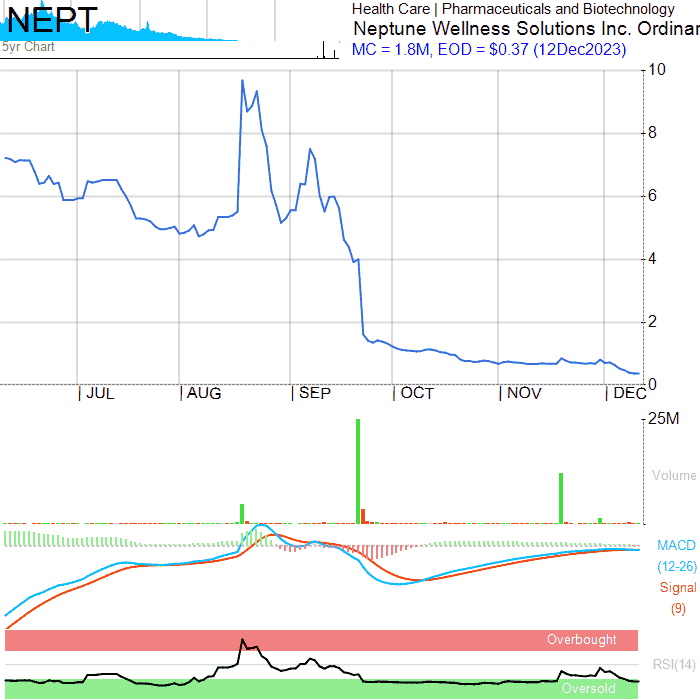 NEPT
5yr Chart
Health Care | Pharmaceuticals and Biotechnology
Neptune Wellness Solutions Inc. Ordinar
MC = 1.8M, EOD = $0.37 (12Dec2023)
10
8
6
4
2
0
JUL
AUG
SEP
OCT
NOV
DEC
25M
Volume
MACD
(12-26)
Signal
(9)
Overbought
RSI(14)
Oversold